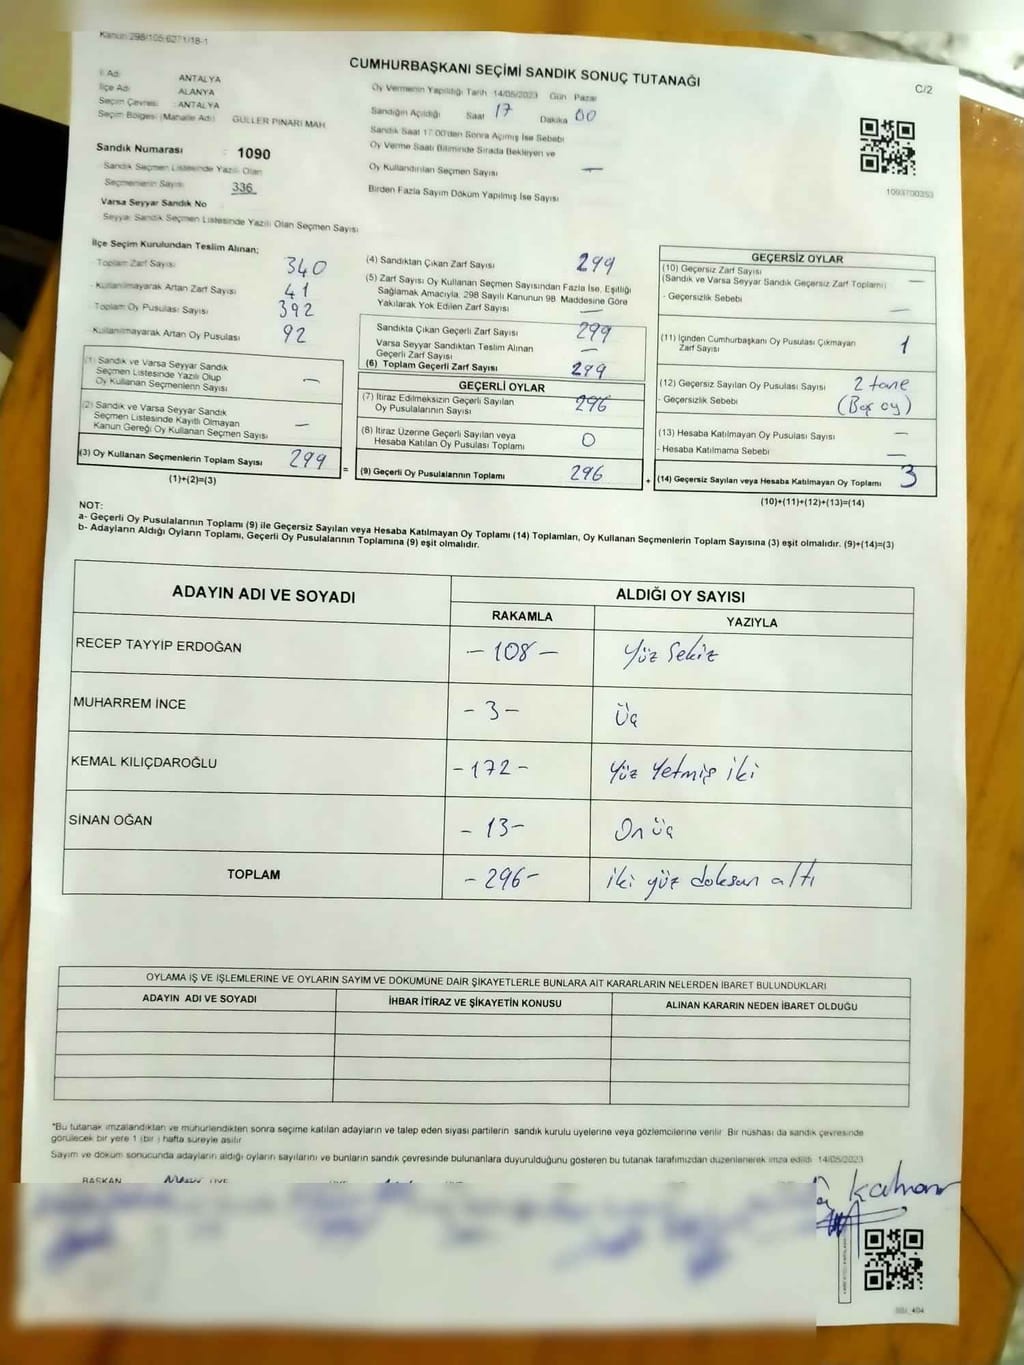 Kanun 298/105-6271/18-1
CUMHURBAŞKANI SEÇİMİ SANDIK SONUÇ TUTANAĞI
C/2
İl Adı ANTALYA
İlçe Adı ALANYA
Seçim Çevresi : ANTALYA
Seçim Bölgesi (Mahalle Adı) GÜLLER PINARI MAH
Sandık Numarası : 1090
Sandık Seçmen Listesinde Yazılı Olan
Seçmenlerin Sayısı 336
Varsa Seyyar Sandık No
Seyyar Sandık Seçmen Listesinde Yazılı Olan Seçmen Sayısı
Oy Vermenin Yapıldığı Tarih 14/05/2023 Gün Pazar
Sandığın Açıldığı Saat 17 Dakika 00
Sandık Saat 17:00'den Sonra Açılmış İse Sebebi
Oy Verme Saati Bitiminde Sırada Bekleyen ve
Oy Kullandırılan Seçmen Sayısı —
Birden Fazla Sayım Döküm Yapılmış İse Sayısı
1093700353
İlçe Seçim Kurulundan Teslim Alınan;
Toplam Zarf Sayısı 340
Kullanılmayarak Artan Zarf Sayısı 41
Toplam Oy Pusulası Sayısı 392
Kullanılmayarak Artan Oy Pusulası 92
(1) Sandık ve Varsa Seyyar Sandık
Seçmen Listesinde Yazılı Olup
Oy Kullanan Seçmenlerin Sayısı —
(2) Sandık ve Varsa Seyyar Sandık
Seçmen Listesinde Kayıtlı Olmayan
Kanun Gereği Oy Kullanan Seçmen Sayısı —
(3) Oy Kullanan Seçmenlerin Toplam Sayısı 299
(1)+(2)=(3)
=
(4) Sandıktan Çıkan Zarf Sayısı 299
(5) Zarf Sayısı Oy Kullanan Seçmen Sayısından Fazla İse, Eşitliği
Sağlamak Amacıyla, 298 Sayılı Kanunun 98. Maddesine Göre
Yakılarak Yok Edilen Zarf Sayısı —
Sandıkta Çıkan Geçerli Zarf Sayısı 299
Varsa Seyyar Sandıktan Teslim Alınan
Geçerli Zarf Sayısı —
(6) Toplam Geçerli Zarf Sayısı 299
GEÇERLİ OYLAR
(7) İtiraz Edilmeksizin Geçerli Sayılan
Oy Pusulalarının Sayısı 296
(8) İtiraz Üzerine Geçerli Sayılan veya
Hesaba Katılan Oy Pusulası Toplamı 0
(9) Geçerli Oy Pusulalarının Toplamı 296
+
GEÇERSİZ OYLAR
(10) Geçersiz Zarf Sayısı
(Sandık ve Varsa Seyyar Sandık Geçersiz Zarf Toplamı) —
- Geçersizlik Sebebi —
(11) İçinden Cumhurbaşkanı Oy Pusulası Çıkmayan
Zarf Sayısı 1
(12) Geçersiz Sayılan Oy Pusulası Sayısı 2 tane
- Geçersizlik Sebebi (Boş oy)
(13) Hesaba Katılmayan Oy Pusulası Sayısı —
- Hesaba Katılmama Sebebi —
(14) Geçersiz Sayılan veya Hesaba Katılmayan Oy Toplamı 3
(10)+(11)+(12)+(13)=(14)
NOT:
a- Geçerli Oy Pusulalarının Toplamı (9) ile Geçersiz Sayılan veya Hesaba Katılmayan Oy Toplamı (14) Toplamları, Oy Kullanan Seçmenlerin Toplam Sayısına (3) eşit olmalıdır. (9)+(14)=(3)
b- Adayların Aldığı Oyların Toplamı, Geçerli Oy Pusulalarının Toplamına (9) eşit olmalıdır.
ADAYIN ADI VE SOYADI ALDIĞI OY SAYISI
RAKAMLA YAZIYLA
RECEP TAYYİP ERDOĞAN - 108 - Yüz Sekiz
MUHARREM İNCE - 3 - Üç
KEMAL KILIÇDAROĞLU - 172 - Yüz Yetmiş iki
SİNAN OĞAN - 13 - On üç
TOPLAM - 296 - iki yüz doksan altı
OYLAMA İŞ VE İŞLEMLERİNE VE OYLARIN SAYIM VE DÖKÜMÜNE DAİR ŞİKAYETLERLE BUNLARA AİT KARARLARIN NELERDEN İBARET BULUNDUKLARI
ADAYIN ADI VE SOYADI İHBAR İTİRAZ VE ŞİKAYETİN KONUSU ALINAN KARARIN NEDEN İBARET OLDUĞU
*Bu tutanak imzalandıktan ve mühürlendikten sonra seçime katılan adayların ve talep eden siyasi partilerin sandık kurulu üyelerine veya gözlemcilerine verilir. Bir nüshası da sandık çevresinde
görülecek bir yere 1 (bir) hafta süreyle asılır
Sayım ve döküm sonucunda adayların aldığı oyların sayılarını ve bunların sandık çevresinde bulunanlara duyurulduğunu gösteren bu tutanak tarafımızdan düzenlenerek imza edildi. 14/05/2023
BAŞKAN